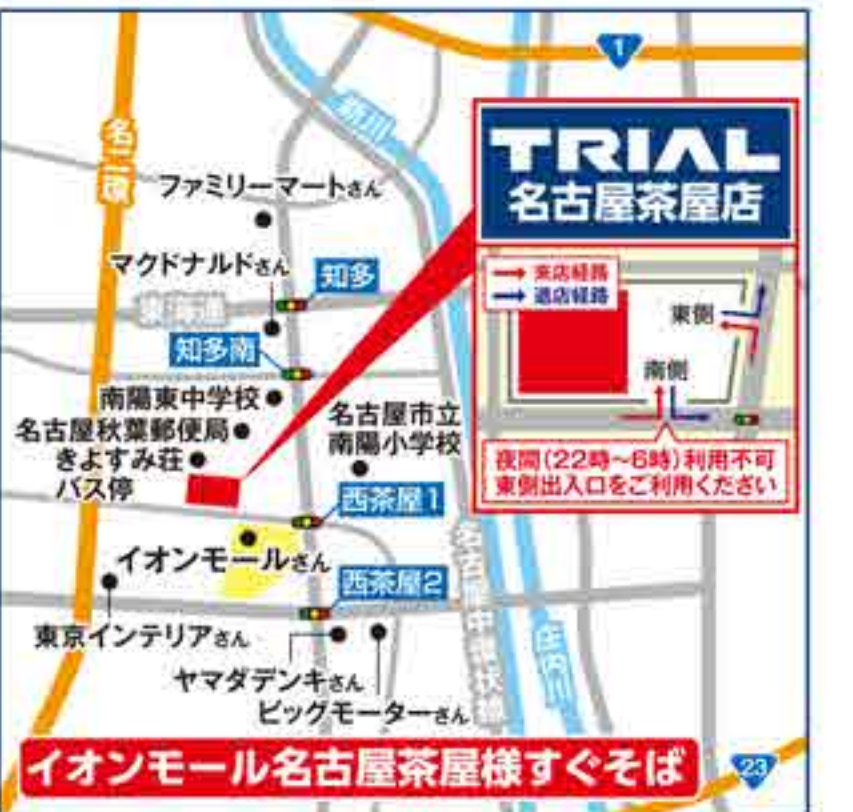 1
名二環
新川
TRIAL
名古屋茶屋店
ファミリーマートさん
マクドナルドさん
知多
東海通
知多南
来店経路
退店経路
東側
南側
夜間(22時～6時)利用不可
東側出入口をご利用ください
南陽東中学校
名古屋秋葉郵便局
きよすみ荘
バス停
名古屋市立
南陽小学校
西茶屋1
イオンモールさん
西茶屋2
東京インテリアさん
ヤマダデンキさん
ビッグモーターさん
庄内川
イオンモール名古屋茶屋様すぐそば
23